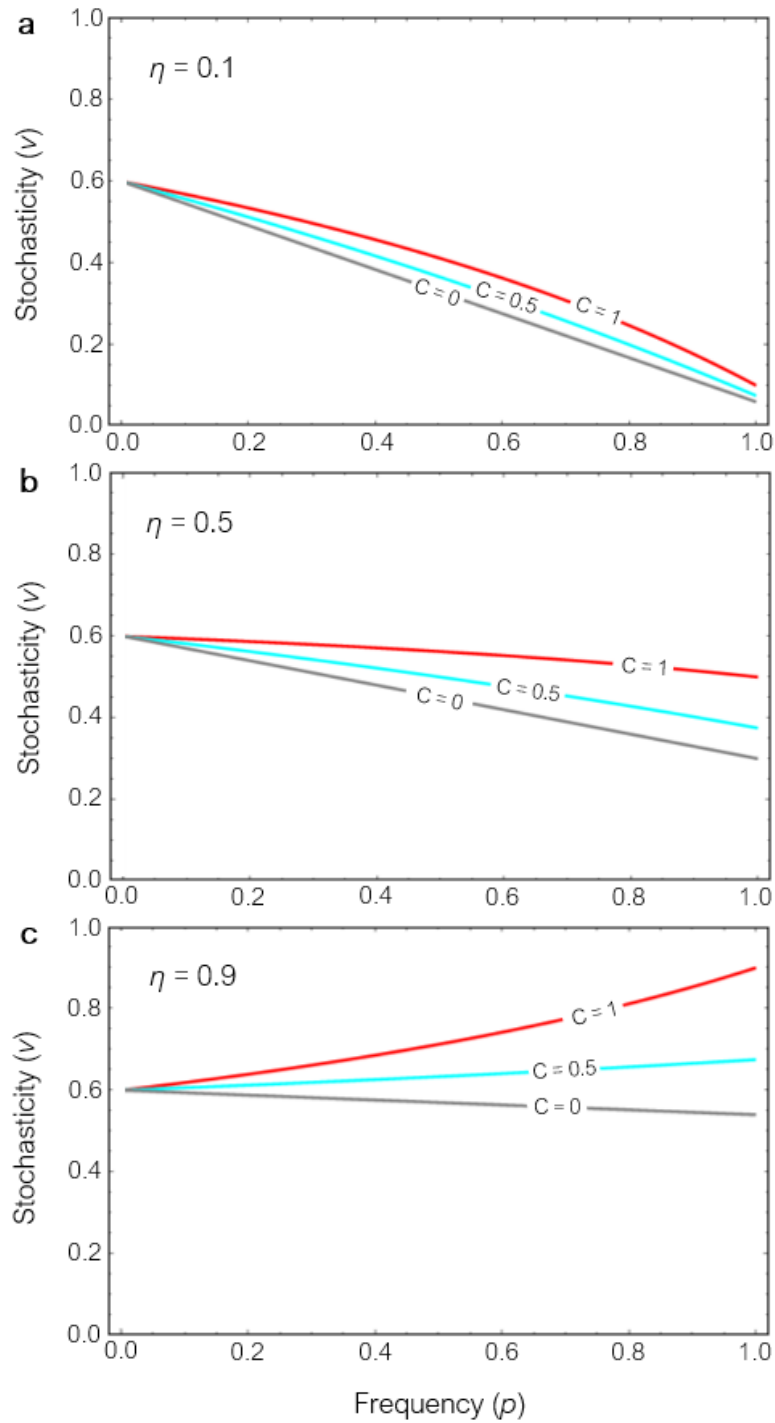 a
η = 0.1
Stochasticity (v)
1.0
0.8
0.6
0.4
0.2
0.0
C = 0
C = 0.5
C = 1
0.0 0.2 0.4 0.6 0.8 1.0
b
η = 0.5
Stochasticity (v)
1.0
0.8
0.6
0.4
0.2
0.0
C = 1
C = 0.5
C = 0
0.0 0.2 0.4 0.6 0.8 1.0
c
η = 0.9
Stochasticity (v)
1.0
0.8
0.6
0.4
0.2
0.0
C = 1
C = 0.5
C = 0
0.0 0.2 0.4 0.6 0.8 1.0
Frequency (p)